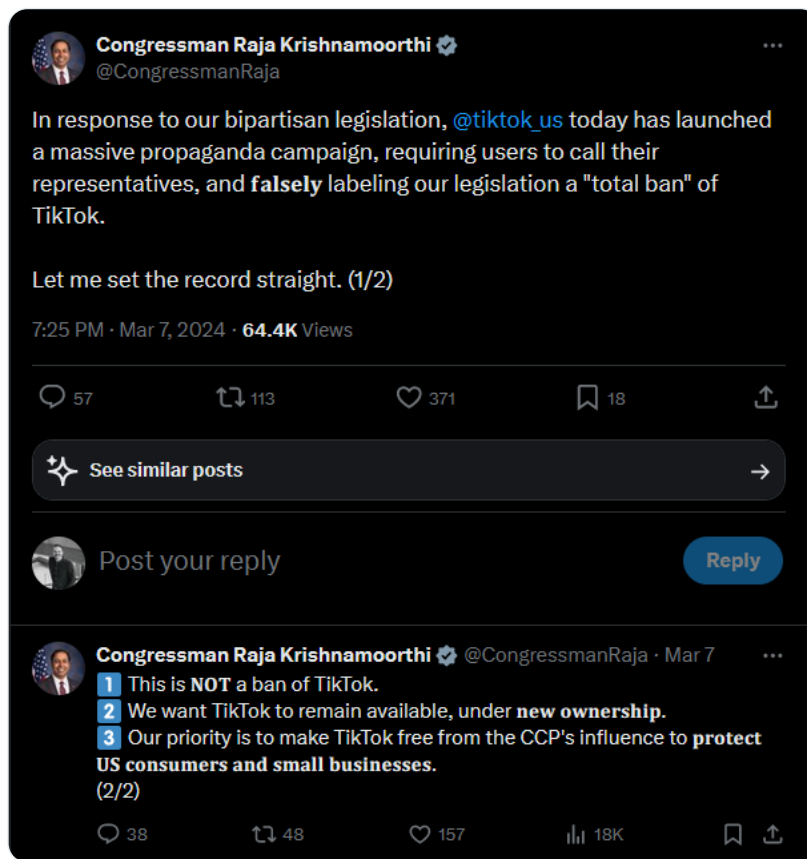 Congressman Raja Krishnamoorthi
@CongressmanRaja
In response to our bipartisan legislation, @tiktok_us today has launched
a massive propaganda campaign, requiring users to call their
representatives, and falsely labeling our legislation a "total ban" of
TikTok.
Let me set the record straight. (1/2)
7:25 PM · Mar 7, 2024 · 64.4K Views
57 113 371 18
See similar posts
Post your reply Reply
Congressman Raja Krishnamoorthi @CongressmanRaja · Mar 7
1 This is NOT a ban of TikTok.
2 We want TikTok to remain available, under new ownership.
3 Our priority is to make TikTok free from the CCP's influence to protect
US consumers and small businesses.
(2/2)
38 48 157 18K